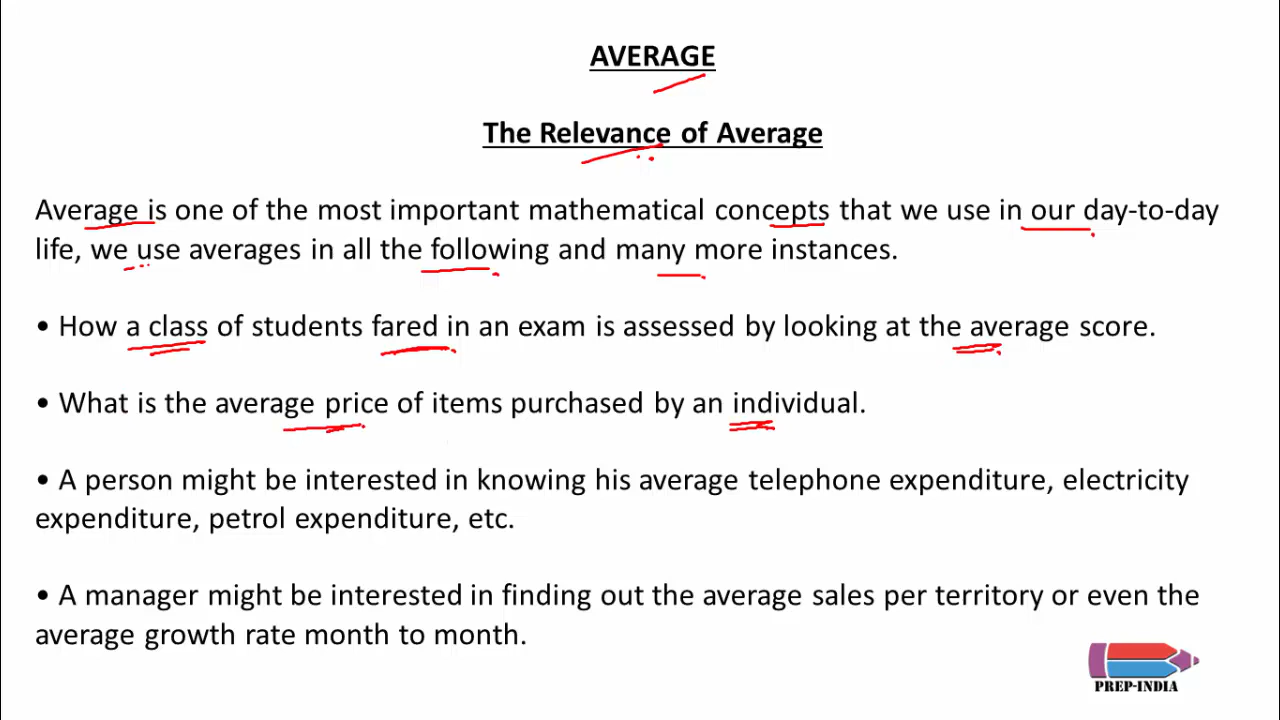 AVERAGE
The Relevance of Average
Average is one of the most important mathematical concepts that we use in our day-to-day
life, we use averages in all the following and many more instances.
• How a class of students fared in an exam is assessed by looking at the average score.
• What is the average price of items purchased by an individual.
• A person might be interested in knowing his average telephone expenditure, electricity
expenditure, petrol expenditure, etc.
• A manager might be interested in finding out the average sales per territory or even the
average growth rate month to month.
PREP-INDIA